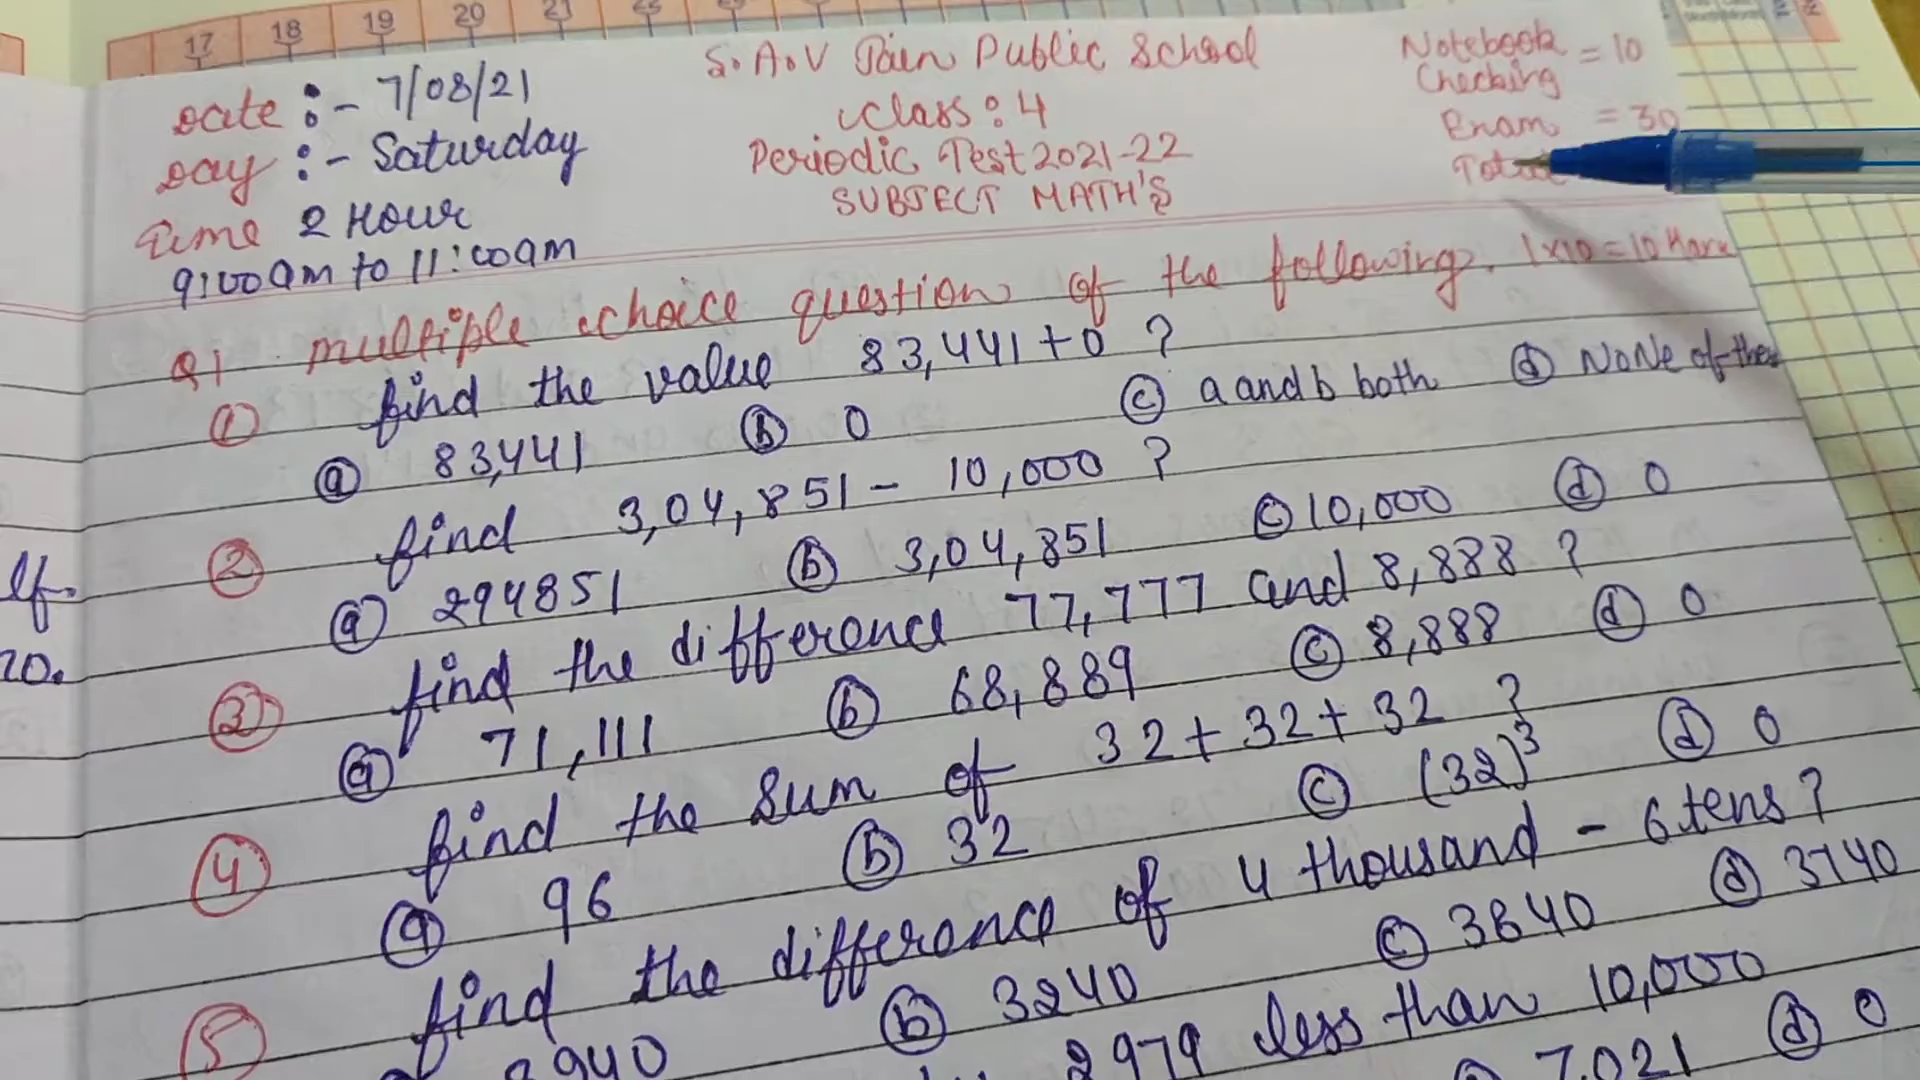 17 18 19 20 21
S.A.V Jain Public School
Notebook Checking = 10
Date :- 7/08/21
Class : 4
Exam = 30
Day :- Saturday
Periodic Test 2021-22
Total
Time 2 Hour
SUBJECT MATH'S
9:00am to 11:00am
Q1. multiple choice question of the following. 1x10=10 Mark
① find the value 83,441+0 ?
ⓐ 83,441 ⓑ 0 ⓒ a and b both ⓓ NoNe of the
② find 3,04,851 - 10,000 ?
ⓐ 294851 ⓑ 3,04,851 ⓒ 10,000 ⓓ 0
③ find the difference 77,777 and 8,888 ?
ⓐ 71,111 ⓑ 68,889 ⓒ 8,888 ⓓ 0
④ find the sum of 32+32+32 ?
ⓐ 96 ⓑ 32 ⓒ (32)³ ⓓ 0
⑤ find the difference of 4 thousand - 6 tens?
3940 ⓑ 3240 ⓒ 3840 ⓓ 3740
2979 less than 10,000
7,021 ⓓ 0